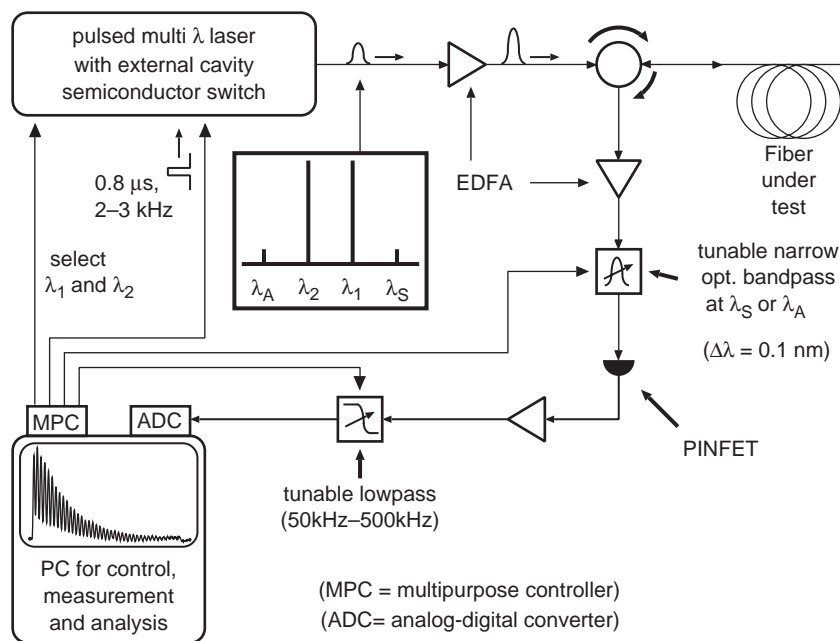 pulsed multi λ laser
with external cavity
semiconductor switch
0.8 μs,
2–3 kHz
select
λ1 and λ2
λA λ2 λ1 λS
EDFA
Fiber
under
test
tunable narrow
opt. bandpass
at λS or λA
(Δλ = 0.1 nm)
PINFET
MPC
ADC
tunable lowpass
(50kHz–500kHz)
PC for control,
measurement
and analysis
(MPC = multipurpose controller)
(ADC= analog-digital converter)